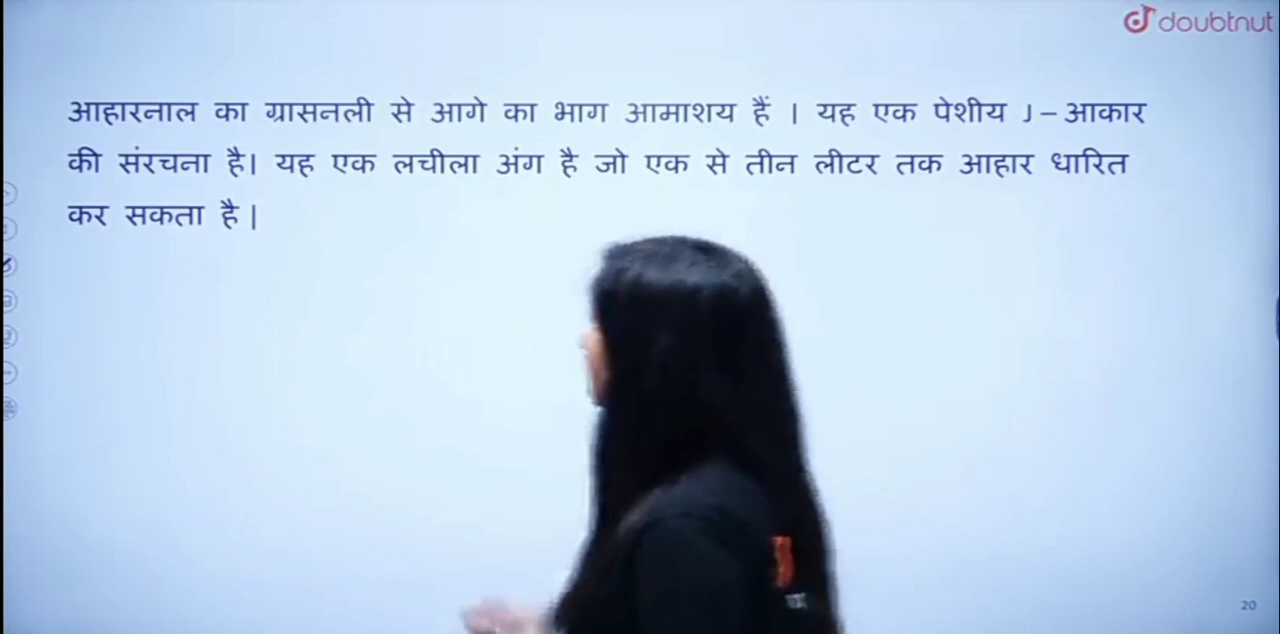 doubtnut
आहारनाल का ग्रासनली से आगे का भाग आमाशय हैं । यह एक पेशीय J – आकार
की संरचना है। यह एक लचीला अंग है जो एक से तीन लीटर तक आहार धारित
कर सकता है।
20